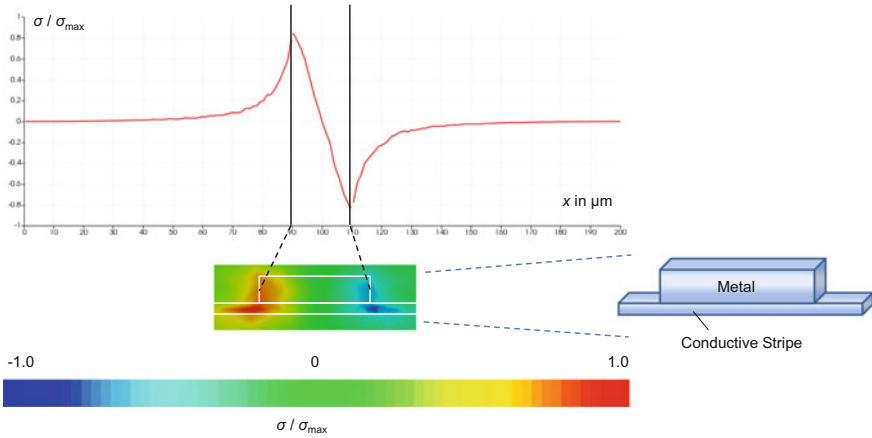 σ / σmax
1
0.8
0.6
0.4
0.2
0
-0.2
-0.4
-0.6
-0.8
-1
x in μm
0 10 20 30 40 50 60 70 80 90 100 110 120 130 140 150 160 170 180 190 200
Metal
Conductive Stripe
-1.0 0 1.0
σ / σmax